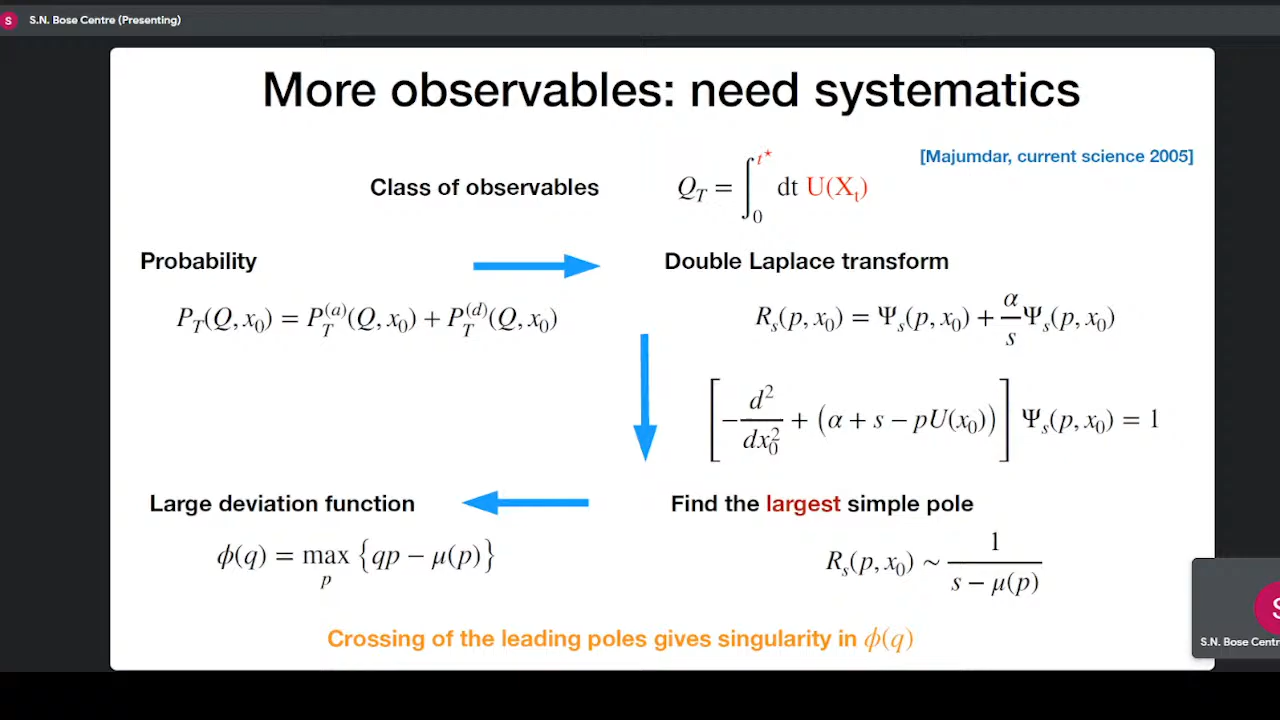 S
S.N. Bose Centre (Presenting)
More observables: need systematics
[Majumdar, current science 2005]
Class of observables
Q_T = ∫_0^{t⋆} dt U(X_t)
Probability
Double Laplace transform
P_T(Q, x_0) = P_T^{(a)}(Q, x_0) + P_T^{(d)}(Q, x_0)
R_s(p, x_0) = Ψ_s(p, x_0) + α/s Ψ_s(p, x_0)
[−d²/dx_0² + (α + s − pU(x_0))] Ψ_s(p, x_0) = 1
Large deviation function
Find the largest simple pole
ϕ(q) = max_p {qp − μ(p)}
R_s(p, x_0) ∼ 1/(s − μ(p))
Crossing of the leading poles gives singularity in ϕ(q)
S
S.N. Bose Centr